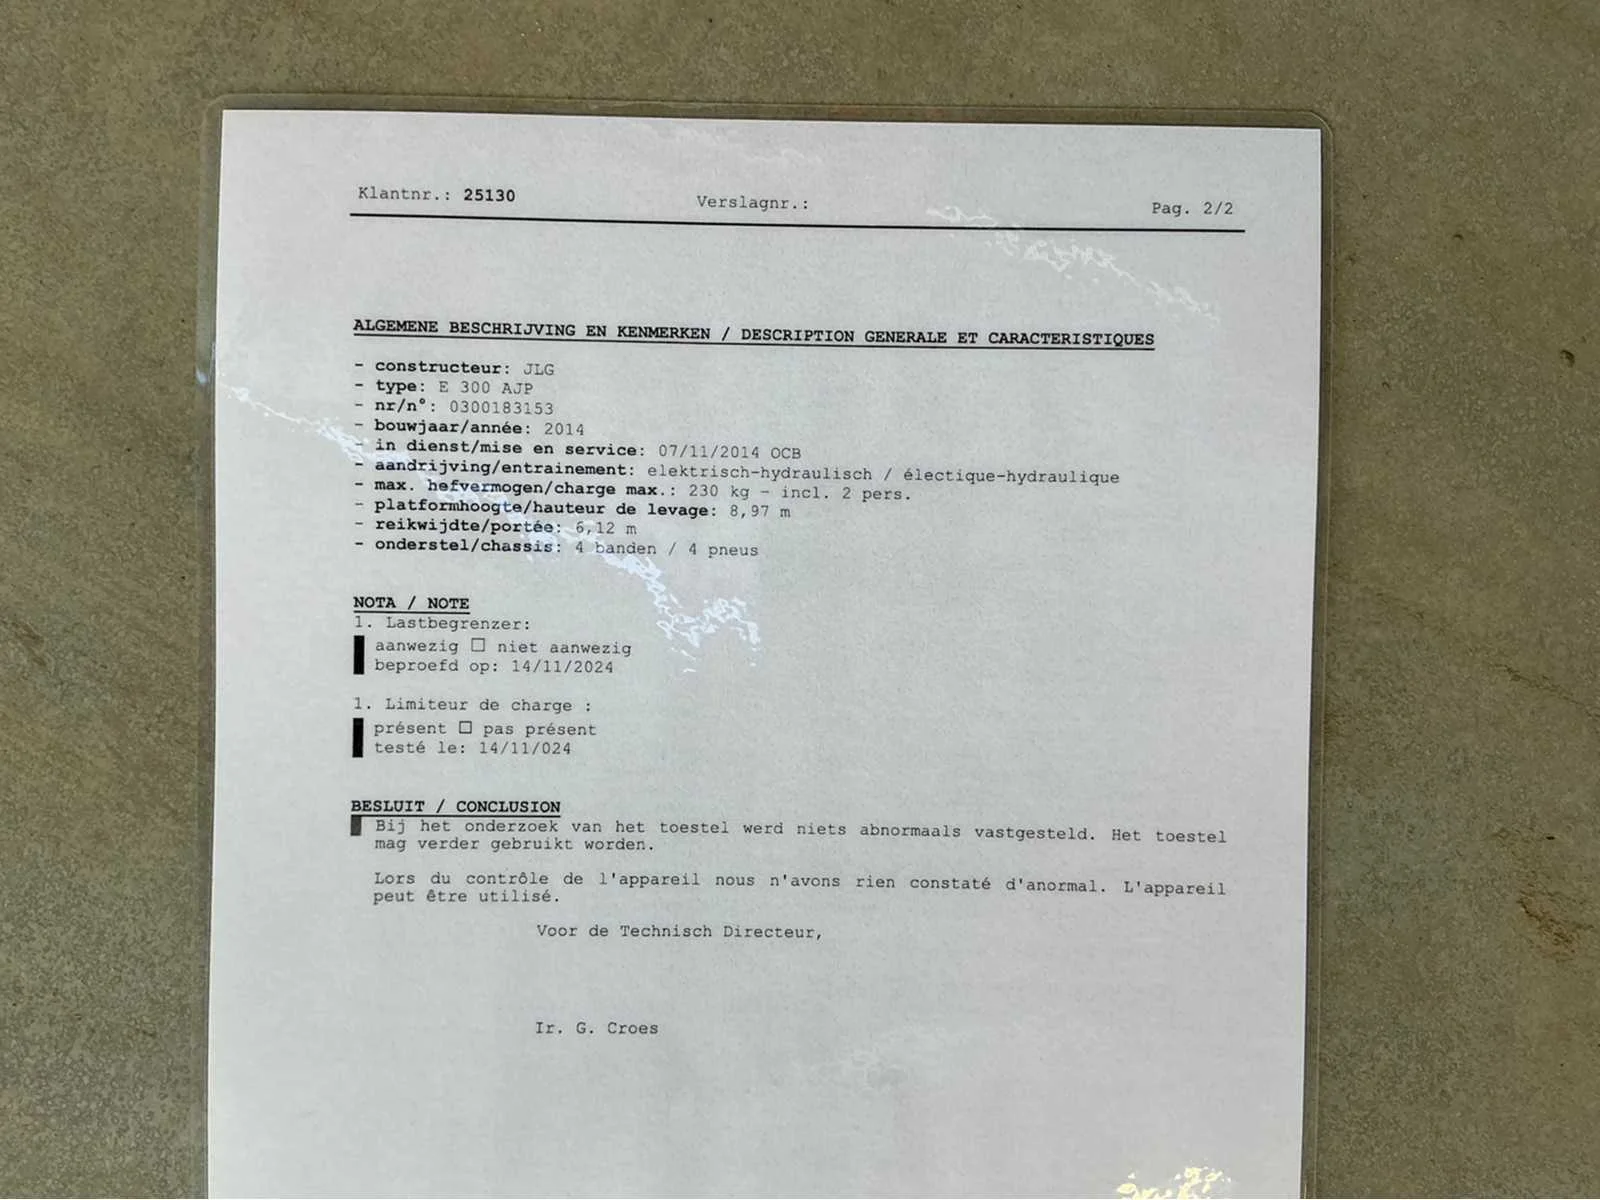 Klantnr.: 25130 Verslagnr.: Pag. 2/2
ALGEMENE BESCHRIJVING EN KENMERKEN / DESCRIPTION GENERALE ET CARACTERISTIQUES
- constructeur: JLG
- type: E 300 AJP
- nr/n°: 0300183153
- bouwjaar/année: 2014
- in dienst/mise en service: 07/11/2014 OCB
- aandrijving/entrainement: elektrisch-hydraulisch / électique-hydraulique
- max. hefvermogen/charge max.: 230 kg – incl. 2 pers.
- platformhoogte/hauteur de levage: 8,97 m
- reikwijdte/portée: 6,12 m
- onderstel/chassis: 4 banden / 4 pneus
NOTA / NOTE
1. Lastbegrenzer:
aanwezig ☐ niet aanwezig
beproefd op: 14/11/2024
1. Limiteur de charge :
présent ☐ pas présent
testé le: 14/11/024
BESLUIT / CONCLUSION
Bij het onderzoek van het toestel werd niets abnormaals vastgesteld. Het toestel
mag verder gebruikt worden.
Lors du contrôle de l'appareil nous n'avons rien constaté d'anormal. L'appareil
peut être utilisé.
Voor de Technisch Directeur,
Ir. G. Croes